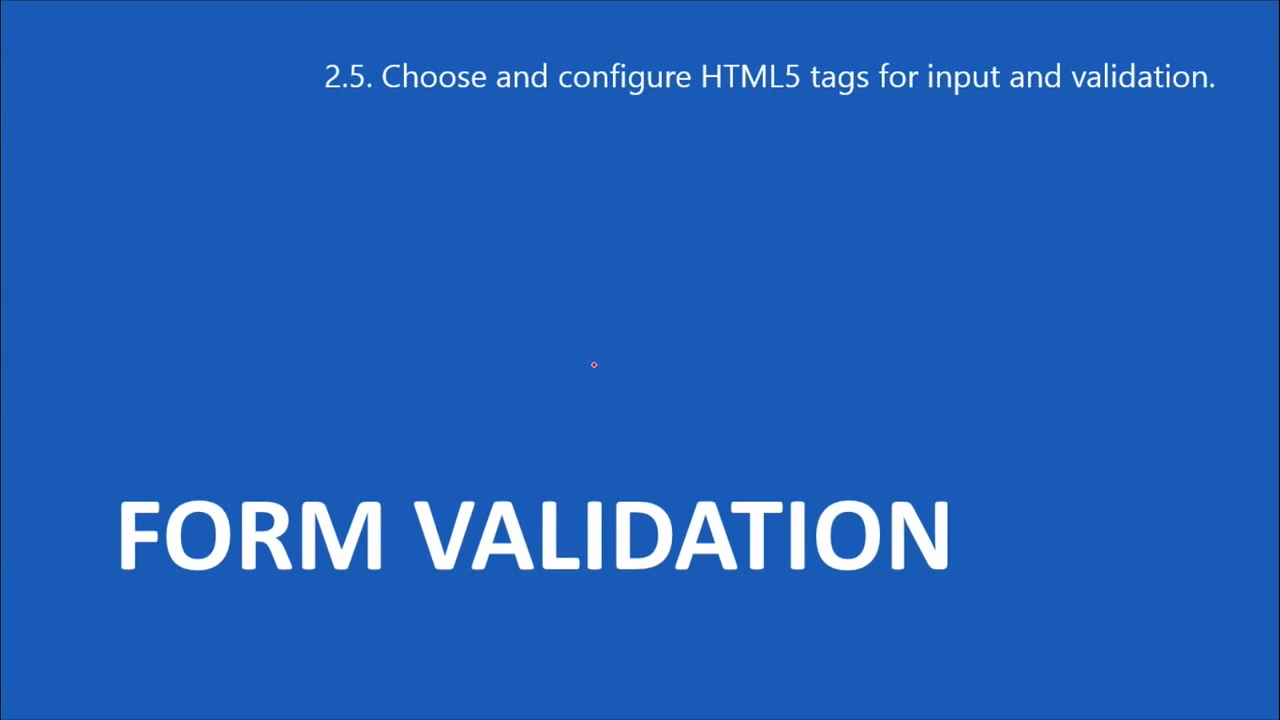 2.5. Choose and configure HTML5 tags for input and validation.
FORM VALIDATION